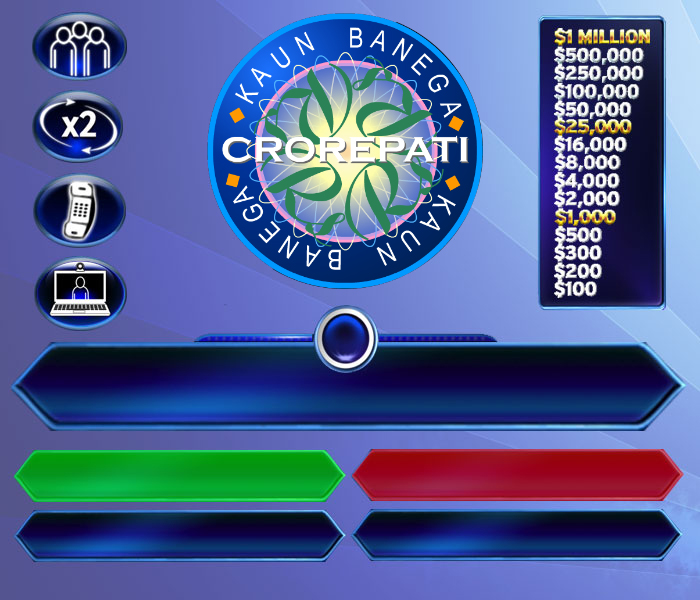 KAUN BANEGA
CROREPATI
KAUN BANEGA
x2
$1 MILLION
$500,000
$250,000
$100,000
$50,000
$25,000
$16,000
$8,000
$4,000
$2,000
$1,000
$500
$300
$200
$100